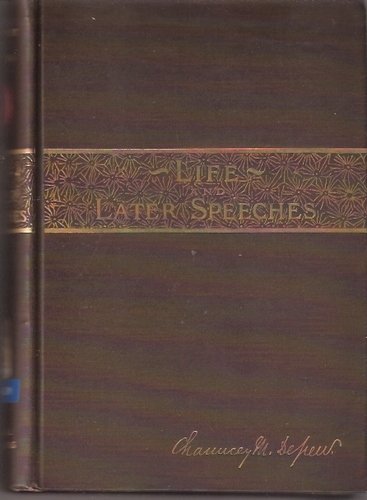 ~ LIFE ~
AND
LATER SPEECHES
Chauncey M. Depew.